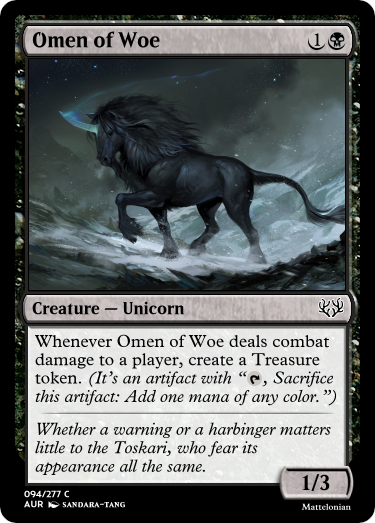 Omen of Woe 1
Creature — Unicorn
Whenever Omen of Woe deals combat
damage to a player, create a Treasure
token. (It's an artifact with “, Sacrifice
this artifact: Add one mana of any color.”)
Whether a warning or a harbinger matters
little to the Toskari, who fear its
appearance all the same.
1/3
094/277 C
AUR SANDARA-TANG
Mattelonian